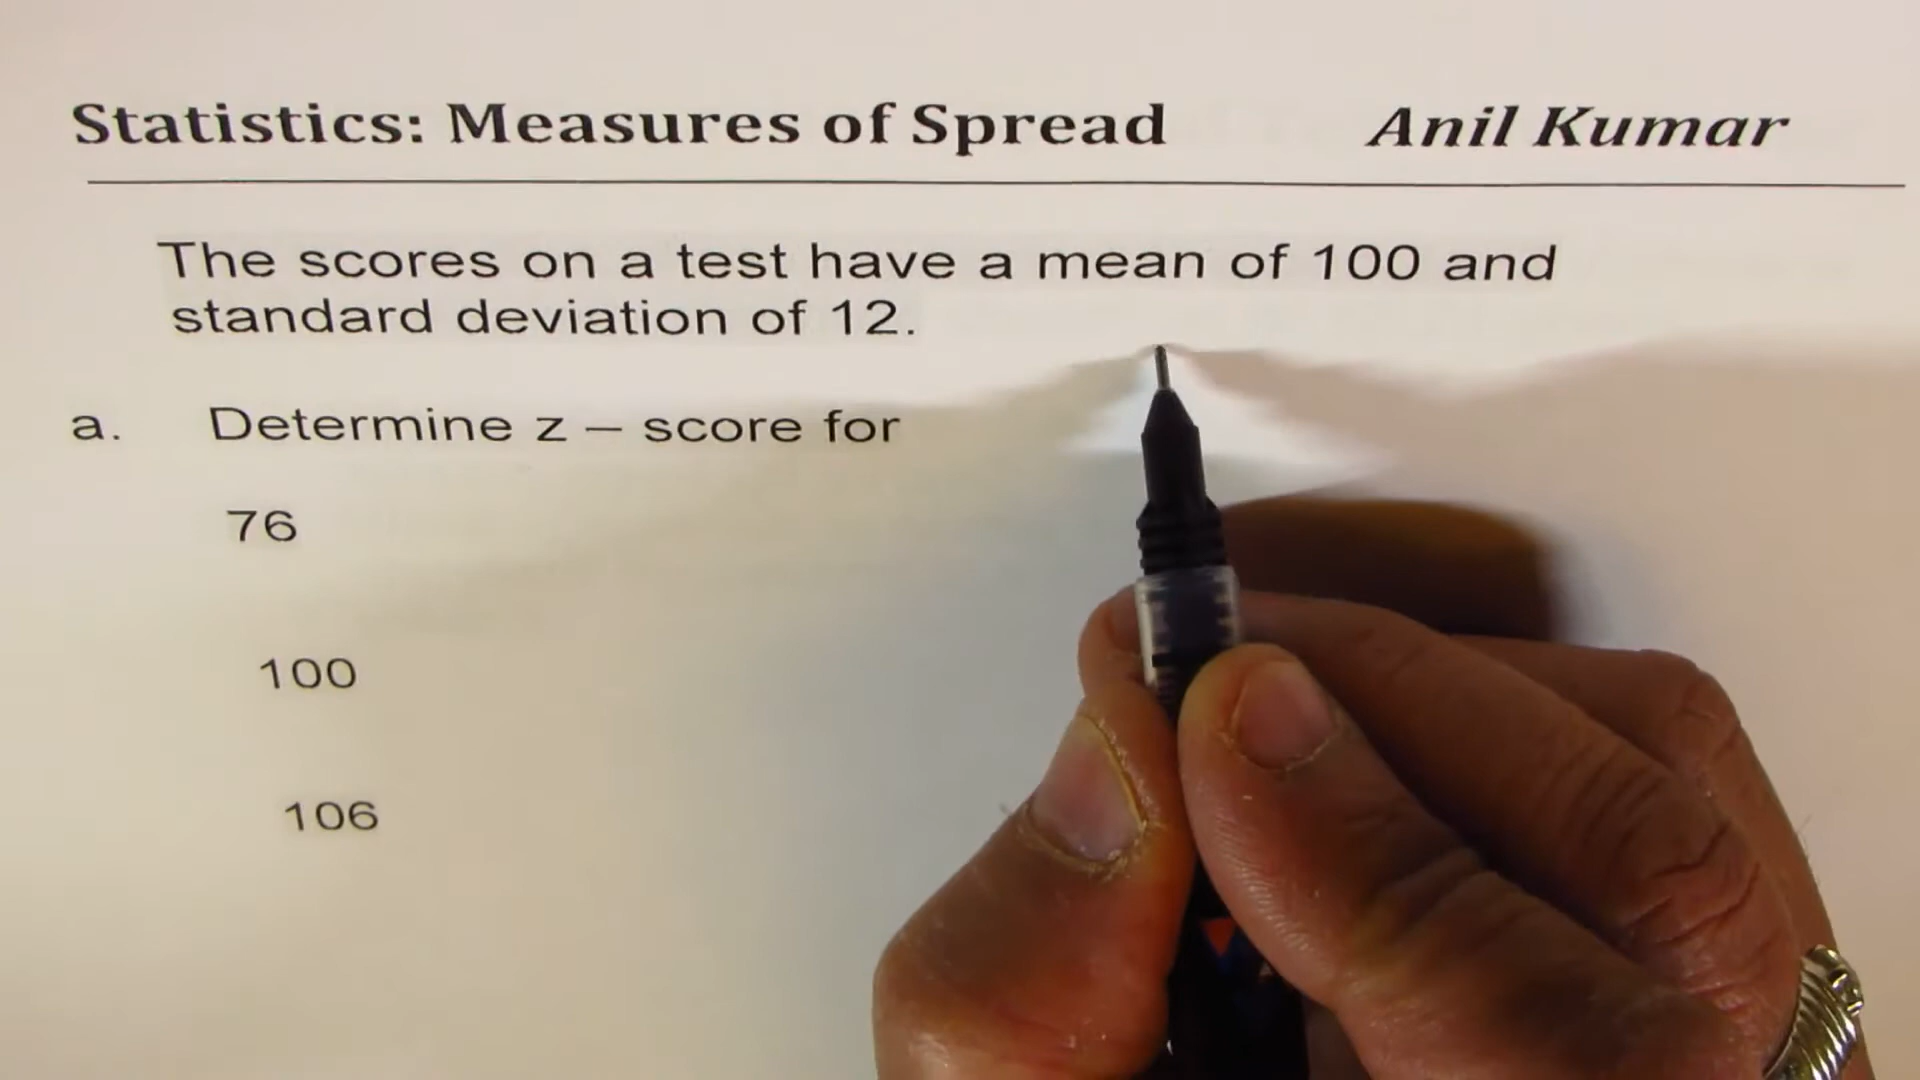 Statistics: Measures of Spread Anil Kumar
The scores on a test have a mean of 100 and
standard deviation of 12.
a. Determine z – score for
76
100
106